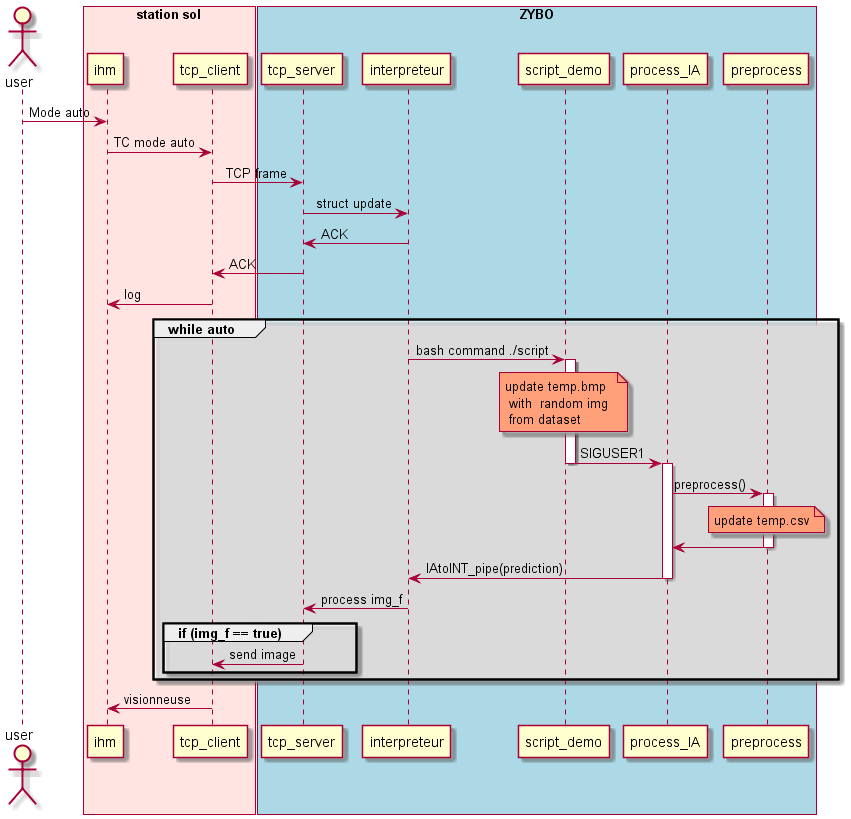 station sol
ZYBO
user
ihm
tcp_client
tcp_server
interpreteur
script_demo
process_IA
preprocess
Mode auto
TC mode auto
TCP frame
struct update
ACK
ACK
log
while auto
bash command ./script
update temp.bmp
with random img
from dataset
SIGUSER1
preprocess()
update temp.csv
IAtoINT_pipe(prediction)
process img_f
if (img_f == true)
send image
visionneuse
user
ihm
tcp_client
tcp_server
interpreteur
script_demo
process_IA
preprocess